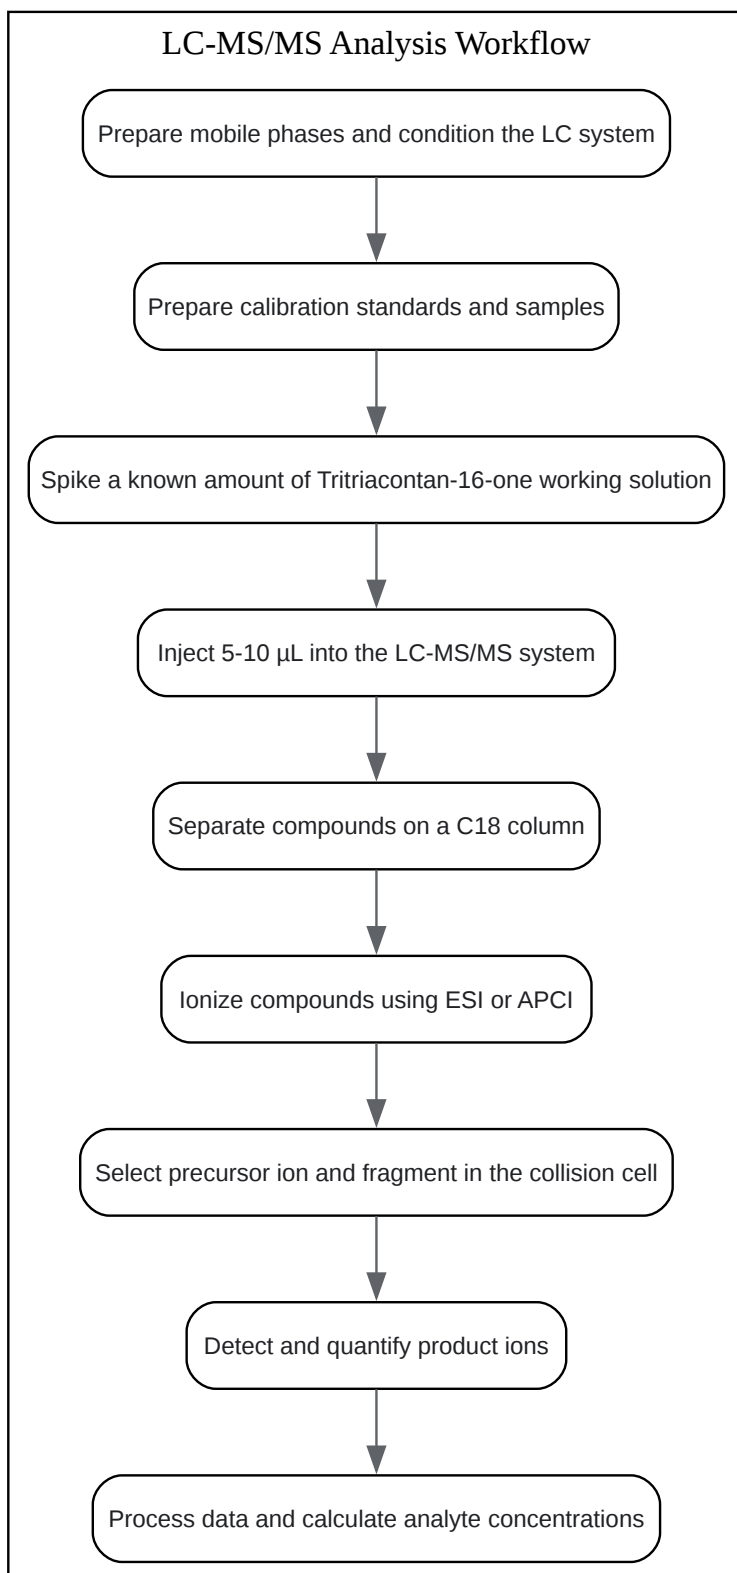 LC-MS/MS Analysis Workflow
Prepare mobile phases and condition the LC system
Prepare calibration standards and samples
Spike a known amount of Tritriacontan-16-one working solution
Inject 5-10 µL into the LC-MS/MS system
Separate compounds on a C18 column
Ionize compounds using ESI or APCI
Select precursor ion and fragment in the collision cell
Detect and quantify product ions
Process data and calculate analyte concentrations